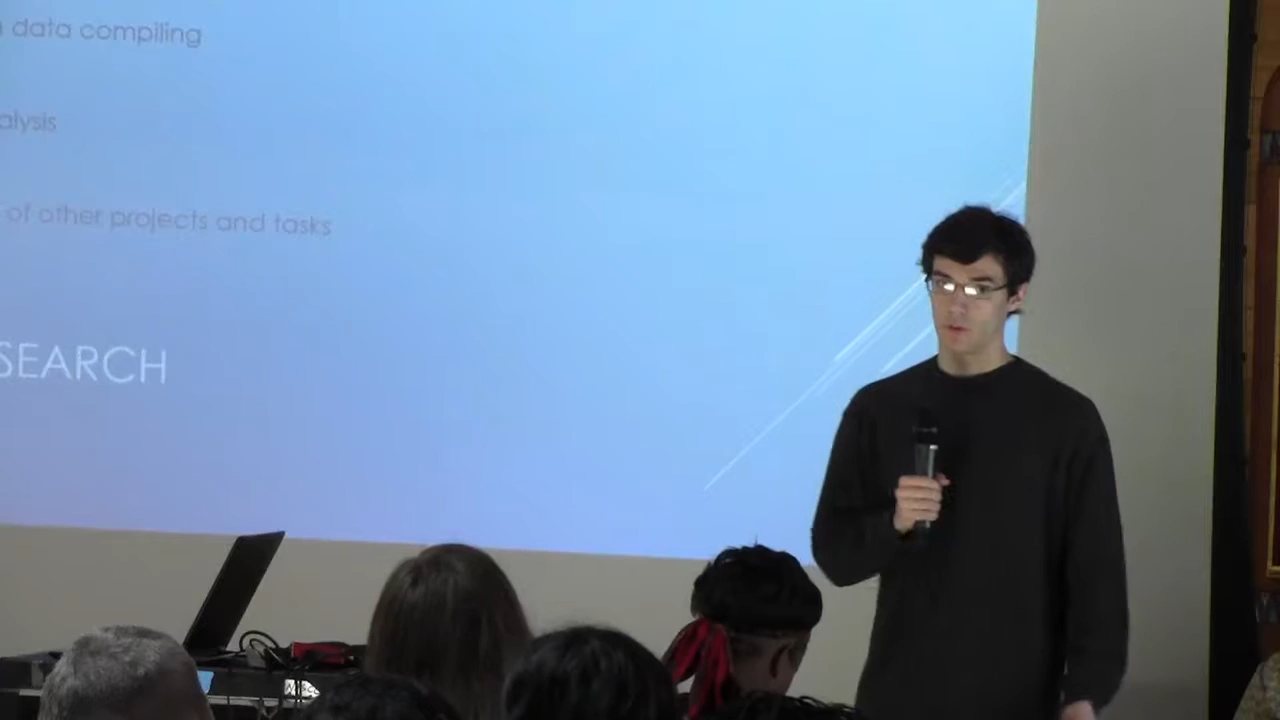 data compiling
alysis
of other projects and tasks
SEARCH